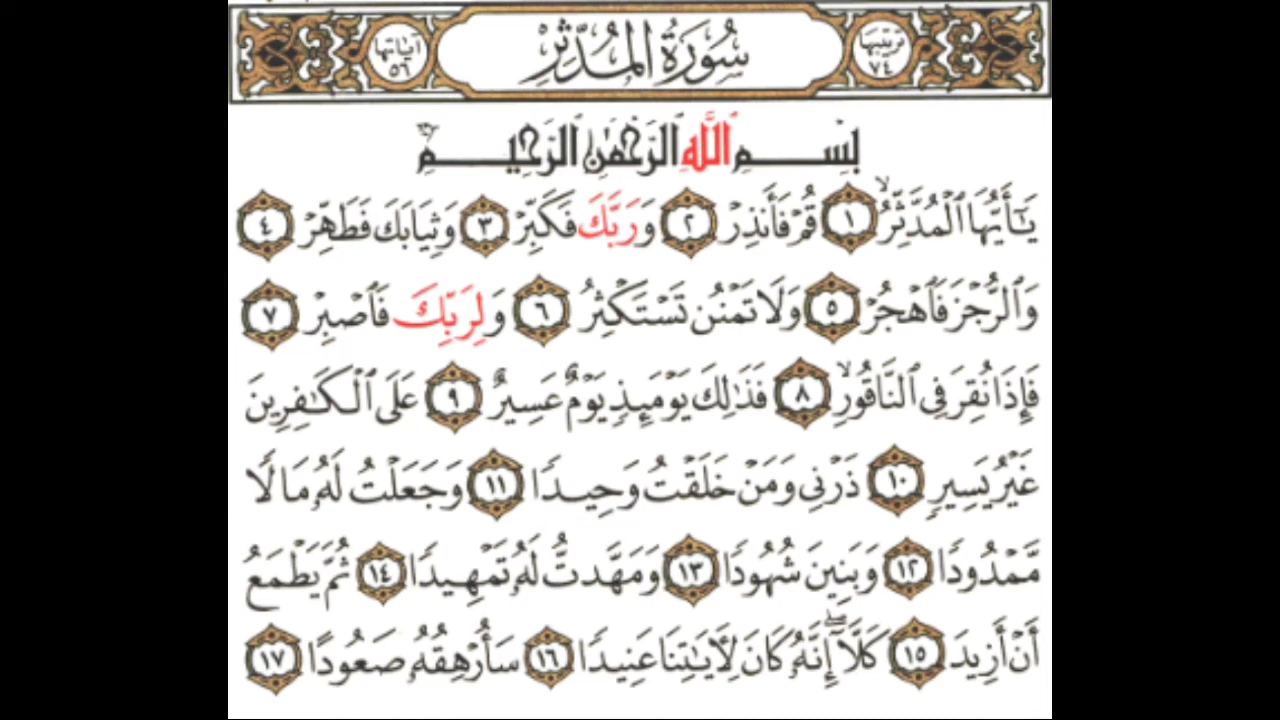 ترتيبها ٧٤ سُورَةُ المُدَّثِّرِ آياتها ٥٦
بِسْمِ ٱللَّهِ ٱلرَّحْمَٰنِ ٱلرَّحِيمِ
يَٰٓأَيُّهَا ٱلْمُدَّثِّرُ ١ قُمْ فَأَنذِرْ ٢ وَرَبَّكَ فَكَبِّرْ ٣ وَثِيَابَكَ فَطَهِّرْ ٤
وَٱلرُّجْزَ فَٱهْجُرْ ٥ وَلَا تَمْنُن تَسْتَكْثِرُ ٦ وَلِرَبِّكَ فَٱصْبِرْ ٧
فَإِذَا نُقِرَ فِي ٱلنَّاقُورِ ٨ فَذَٰلِكَ يَوْمَئِذٍ يَوْمٌ عَسِيرٌ ٩ عَلَى ٱلْكَٰفِرِينَ
غَيْرُ يَسِيرٍ ١٠ ذَرْنِي وَمَنْ خَلَقْتُ وَحِيدًا ١١ وَجَعَلْتُ لَهُۥ مَالًا
مَّمْدُودًا ١٢ وَبَنِينَ شُهُودًا ١٣ وَمَهَّدتُّ لَهُۥ تَمْهِيدًا ١٤ ثُمَّ يَطْمَعُ
أَنْ أَزِيدَ ١٥ كَلَّآ ۖ إِنَّهُۥ كَانَ لِأٓيَٰتِنَا عَنِيدًا ١٦ سَأُرْهِقُهُۥ صَعُودًا ١٧